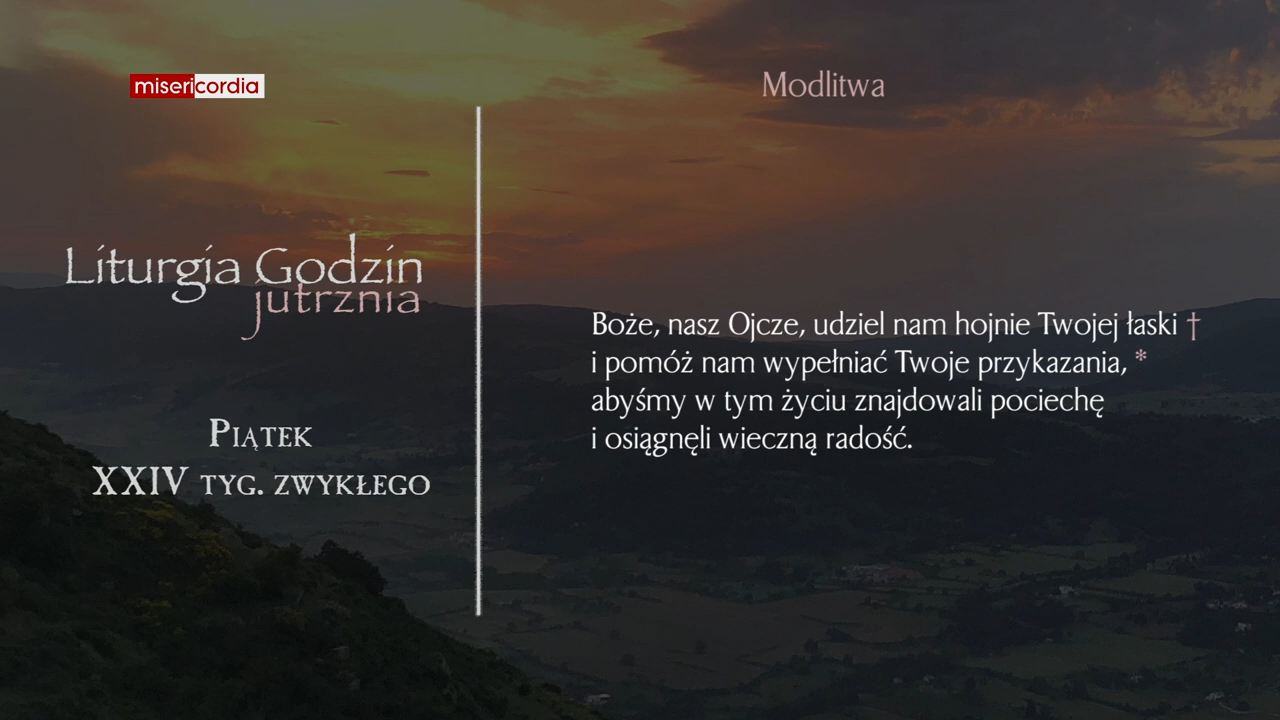 misericordia
Liturgia Godzin
jutrznia
Piątek
XXIV tyg. zwykłego
Modlitwa
Boże, nasz Ojcze, udziel nam hojnie Twojej łaski †
i pomóż nam wypełniać Twoje przykazania, *
abyśmy w tym życiu znajdowali pociechę
i osiągnęli wieczną radość.